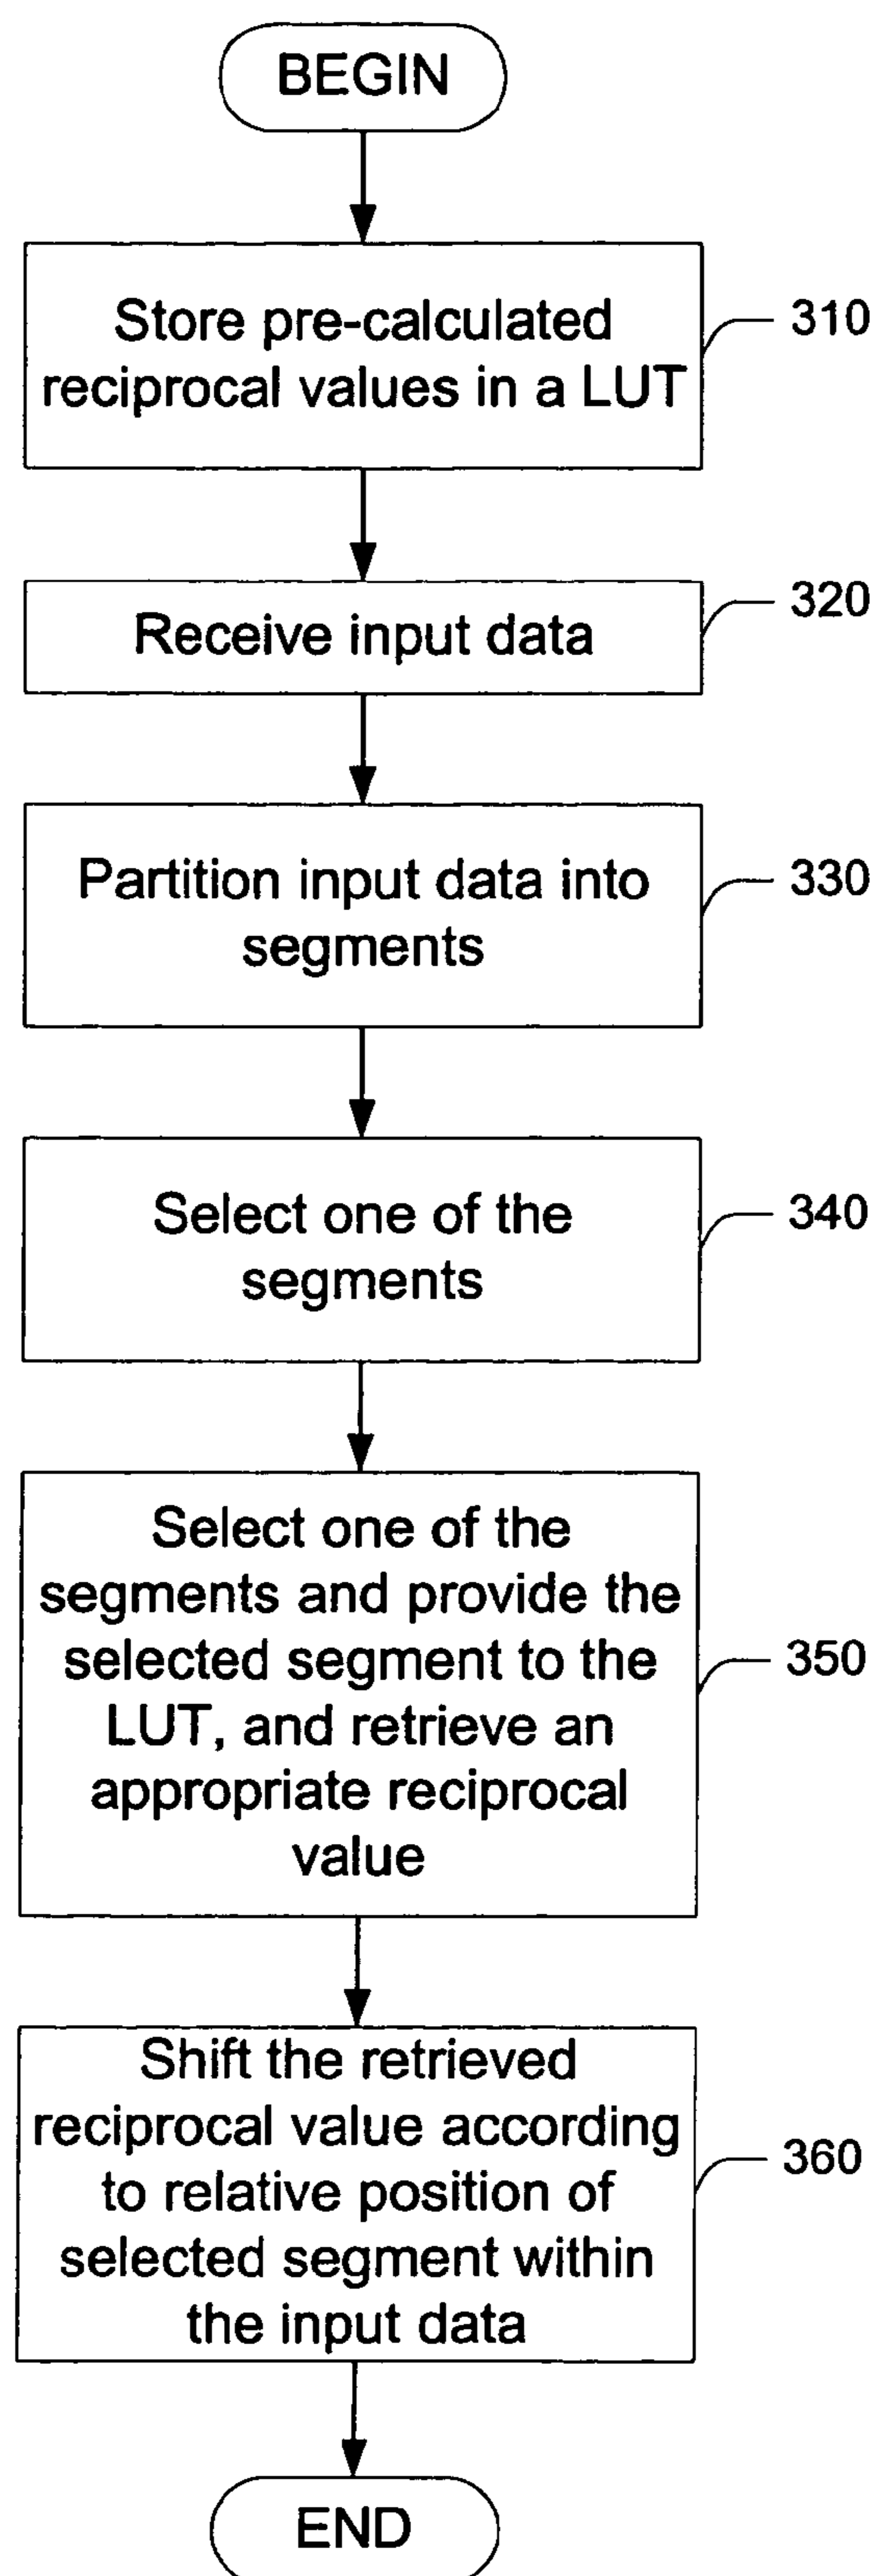 BEGIN
Store pre-calculated
reciprocal values in a LUT
310
Receive input data
320
Partition input data into
segments
330
Select one of the
segments
340
Select one of the
segments and provide the
selected segment to the
LUT, and retrieve an
appropriate reciprocal
value
350
Shift the retrieved
reciprocal value according
to relative position of
selected segment within
the input data
360
END